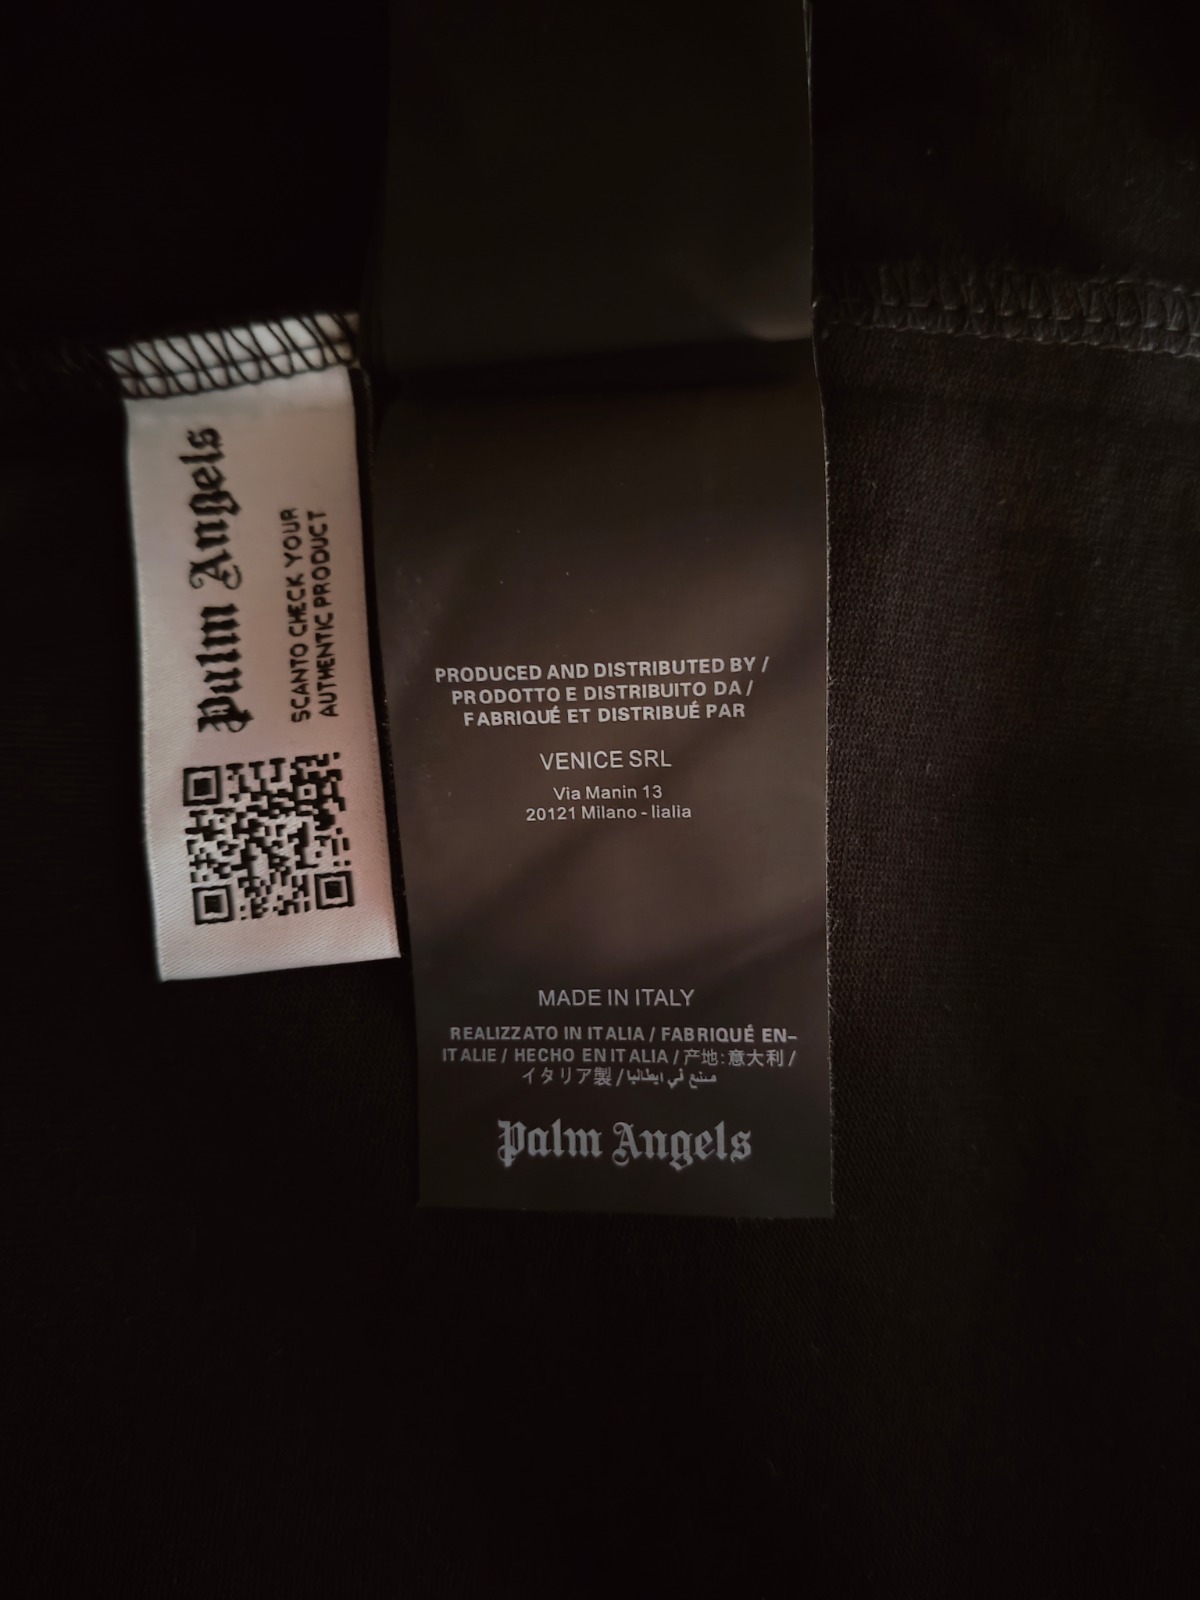 Palm Angels
SCANTO CHECK YOUR
AUTHENTIC PRODUCT
PRODUCED AND DISTRIBUTED BY /
PRODOTTO E DISTRIBUITO DA /
FABRIQUÉ ET DISTRIBUÉ PAR
VENICE SRL
Via Manin 13
20121 Milano - lialia
MADE IN ITALY
REALIZZATO IN ITALIA / FABRIQUÉ EN-
ITALIE / HECHO EN ITALIA / 产地: 意大利 /
イタリア製 / صنع في ايطاليا
Palm Angels